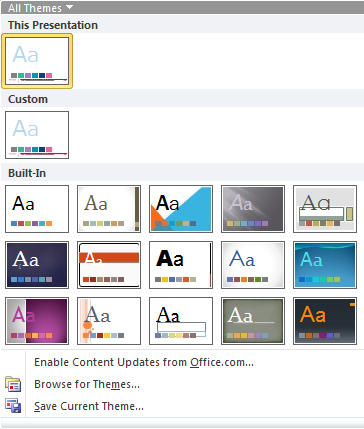 All Themes
This Presentation
Aa
Custom
Aa
Built-In
Aa Aa Aa Aa Aa
Aa Aa Aa Aa Aa
Aa Aa Aa Aa Aa
Enable Content Updates from Office.com...
Browse for Themes...
Save Current Theme...